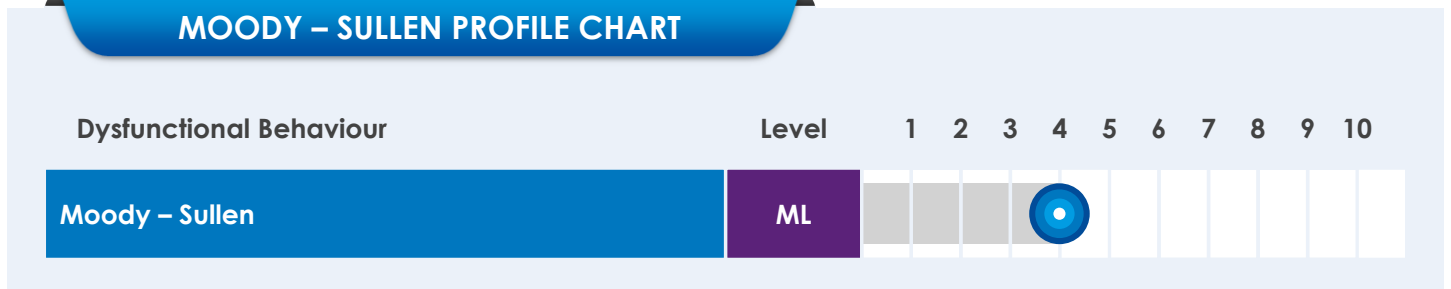 MOODY – SULLEN PROFILE CHART
Dysfunctional Behaviour Level 1 2 3 4 5 6 7 8 9 10
Moody – Sullen ML